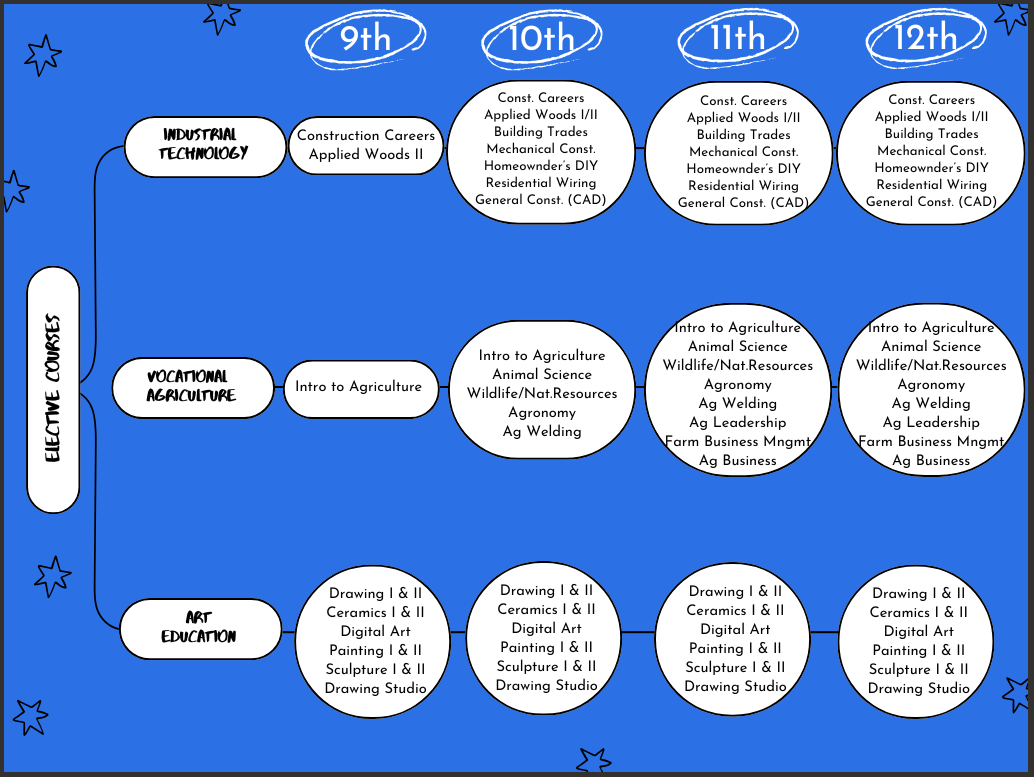 9th
10th
11th
12th
ELECTIVE COURSES
INDUSTRIAL
TECHNOLOGY
Construction Careers
Applied Woods II
Const. Careers
Applied Woods I/II
Building Trades
Mechanical Const.
Homeownder's DIY
Residential Wiring
General Const. (CAD)
Const. Careers
Applied Woods I/II
Building Trades
Mechanical Const.
Homeownder's DIY
Residential Wiring
General Const. (CAD)
Const. Careers
Applied Woods I/II
Building Trades
Mechanical Const.
Homeownder's DIY
Residential Wiring
General Const. (CAD)
VOCATIONAL
AGRICULTURE
Intro to Agriculture
Intro to Agriculture
Animal Science
Wildlife/Nat.Resources
Agronomy
Ag Welding
Intro to Agriculture
Animal Science
Wildlife/Nat.Resources
Agronomy
Ag Welding
Ag Leadership
Farm Business Mngmt
Ag Business
Intro to Agriculture
Animal Science
Wildlife/Nat.Resources
Agronomy
Ag Welding
Ag Leadership
Farm Business Mngmt
Ag Business
ART
EDUCATION
Drawing I & II
Ceramics I & II
Digital Art
Painting I & II
Sculpture I & II
Drawing Studio
Drawing I & II
Ceramics I & II
Digital Art
Painting I & II
Sculpture I & II
Drawing Studio
Drawing I & II
Ceramics I & II
Digital Art
Painting I & II
Sculpture I & II
Drawing Studio
Drawing I & II
Ceramics I & II
Digital Art
Painting I & II
Sculpture I & II
Drawing Studio